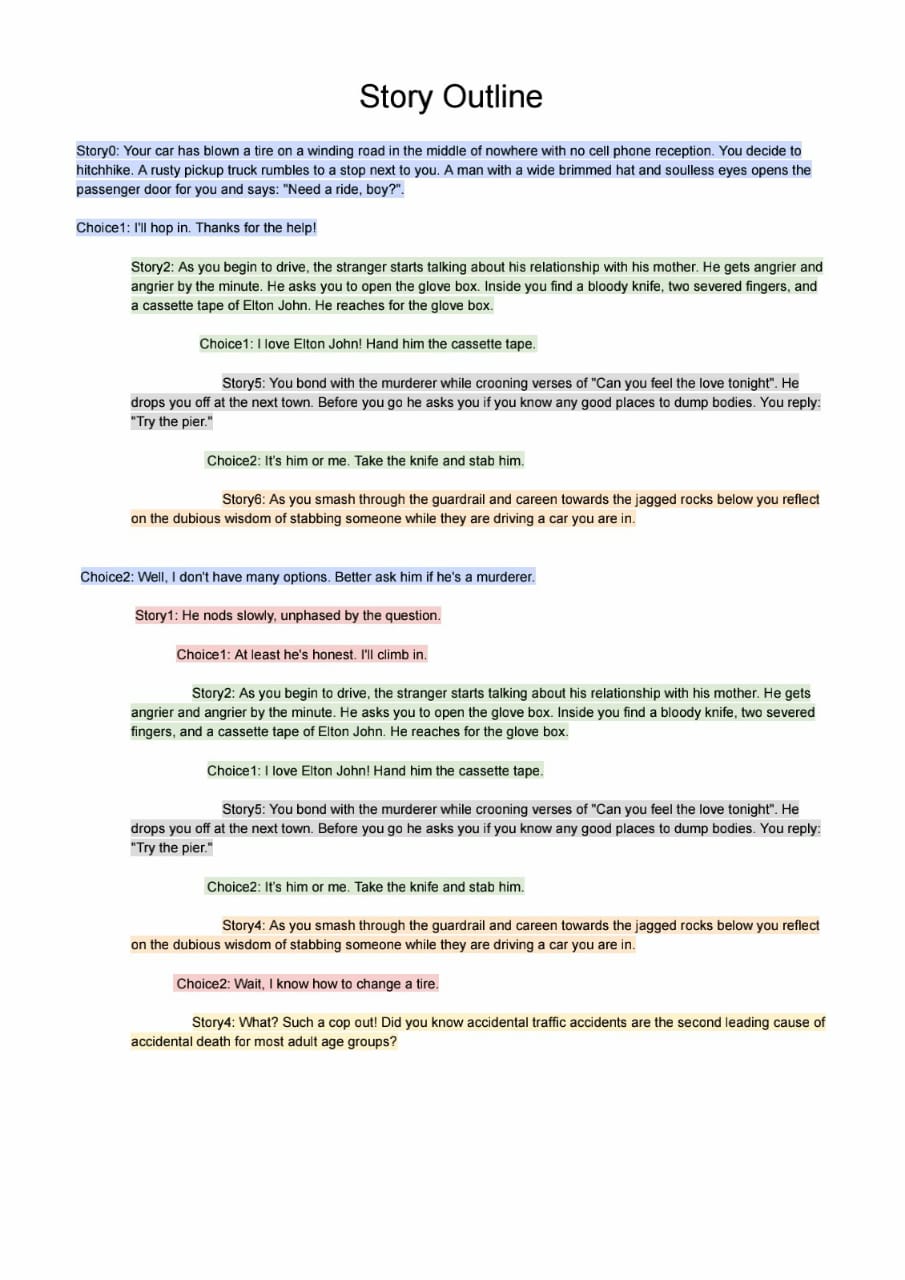 Story Outline
Story0: Your car has blown a tire on a winding road in the middle of nowhere with no cell phone reception. You decide to
hitchhike. A rusty pickup truck rumbles to a stop next to you. A man with a wide brimmed hat and soulless eyes opens the
passenger door for you and says: "Need a ride, boy?".
Choice1: I'll hop in. Thanks for the help!
Story2: As you begin to drive, the stranger starts talking about his relationship with his mother. He gets angrier and
angrier by the minute. He asks you to open the glove box. Inside you find a bloody knife, two severed fingers, and
a cassette tape of Elton John. He reaches for the glove box.
Choice1: I love Elton John! Hand him the cassette tape.
Story5: You bond with the murderer while crooning verses of "Can you feel the love tonight". He
drops you off at the next town. Before you go he asks you if you know any good places to dump bodies. You reply:
"Try the pier."
Choice2: It's him or me. Take the knife and stab him.
Story6: As you smash through the guardrail and careen towards the jagged rocks below you reflect
on the dubious wisdom of stabbing someone while they are driving a car you are in.
Choice2: Well, I don't have many options. Better ask him if he's a murderer.
Story1: He nods slowly, unphased by the question.
Choice1: At least he's honest. I'll climb in.
Story2: As you begin to drive, the stranger starts talking about his relationship with his mother. He gets
angrier and angrier by the minute. He asks you to open the glove box. Inside you find a bloody knife, two severed
fingers, and a cassette tape of Elton John. He reaches for the glove box.
Choice1: I love Elton John! Hand him the cassette tape.
Story5: You bond with the murderer while crooning verses of "Can you feel the love tonight". He
drops you off at the next town. Before you go he asks you if you know any good places to dump bodies. You reply:
"Try the pier."
Choice2: It's him or me. Take the knife and stab him.
Story4: As you smash through the guardrail and careen towards the jagged rocks below you reflect
on the dubious wisdom of stabbing someone while they are driving a car you are in.
Choice2: Wait, I know how to change a tire.
Story4: What? Such a cop out! Did you know accidental traffic accidents are the second leading cause of
accidental death for most adult age groups?